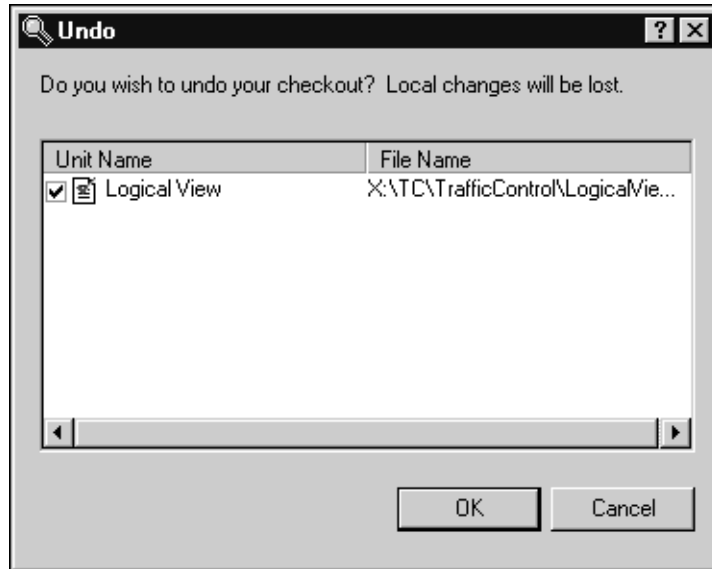 Undo
Do you wish to undo your checkout?  Local changes will be lost.
Unit Name File Name
Logical View X:\TC\TrafficControl\LogicalVie...
OK Cancel